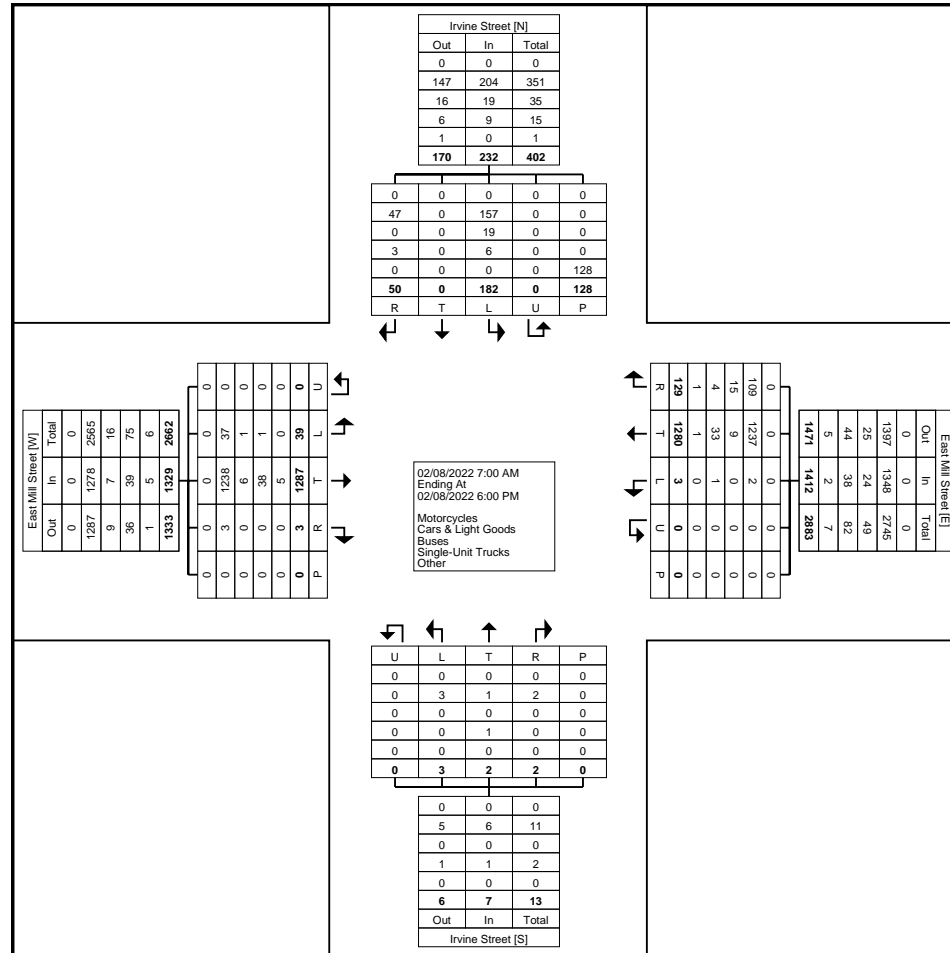 Irvine Street [N]
Out In Total
0 0 0
147 204 351
16 19 35
6 9 15
1 0 1
170 232 402
0 0 0 0 0
47 0 157 0 0
0 0 19 0 0
3 0 6 0 0
0 0 0 0 128
50 0 182 0 128
R T L U P
U L T R P
0 39 1287 3 0
0 0 5 0 0
0 1 38 0 0
0 1 6 0 0
0 37 1238 3 0
0 0 0 0 0
2662 1329 1333
6 5 1
75 39 36
16 7 9
2565 1278 1287
0 0 0
Total In Out
East Mill Street [W]
02/08/2022 7:00 AM
Ending At
02/08/2022 6:00 PM
Motorcycles
Cars & Light Goods
Buses
Single-Unit Trucks
Other
East Mill Street [E]
Out In Total
0 0 0
1397 1348 2745
25 24 49
44 38 82
5 2 7
1471 1412 2883
0 0 0 0 0
109 1237 2 0 0
15 9 0 0 0
4 33 1 0 0
1 1 0 0 0
129 1280 3 0 0
R T L U P
U L T R P
0 0 0 0 0
0 3 1 2 0
0 0 0 0 0
0 0 1 0 0
0 0 0 0 0
0 3 2 2 0
0 0 0
5 6 11
0 0 0
1 1 2
0 0 0
6 7 13
Out In Total
Irvine Street [S]